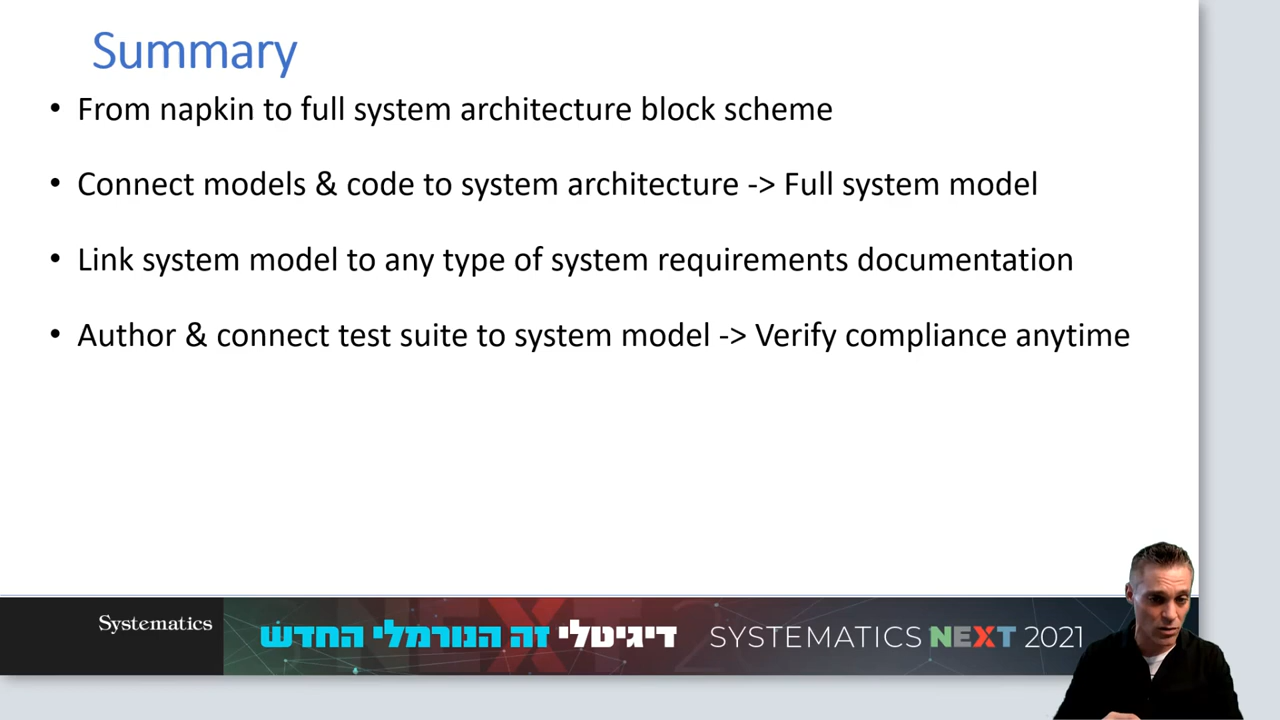 Summary
• From napkin to full system architecture block scheme
• Connect models & code to system architecture -> Full system model
• Link system model to any type of system requirements documentation
• Author & connect test suite to system model -> Verify compliance anytime
Systematics
דיגיטלי זה הנורמלי החדש
SYSTEMATICS NEXT 2021